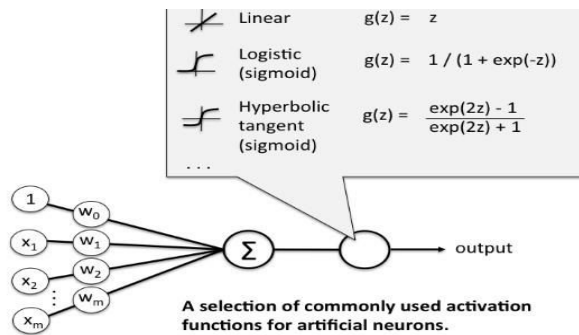 Linear g(z) = z
Logistic g(z) = 1 / (1 + exp(-z))
(sigmoid)
Hyperbolic g(z) = exp(2z) - 1
tangent exp(2z) + 1
(sigmoid)
. . .
1 w₀
x₁ w₁ Σ output
x₂ w₂
⋮ ⋮
xₘ wₘ
A selection of commonly used activation
functions for artificial neurons.